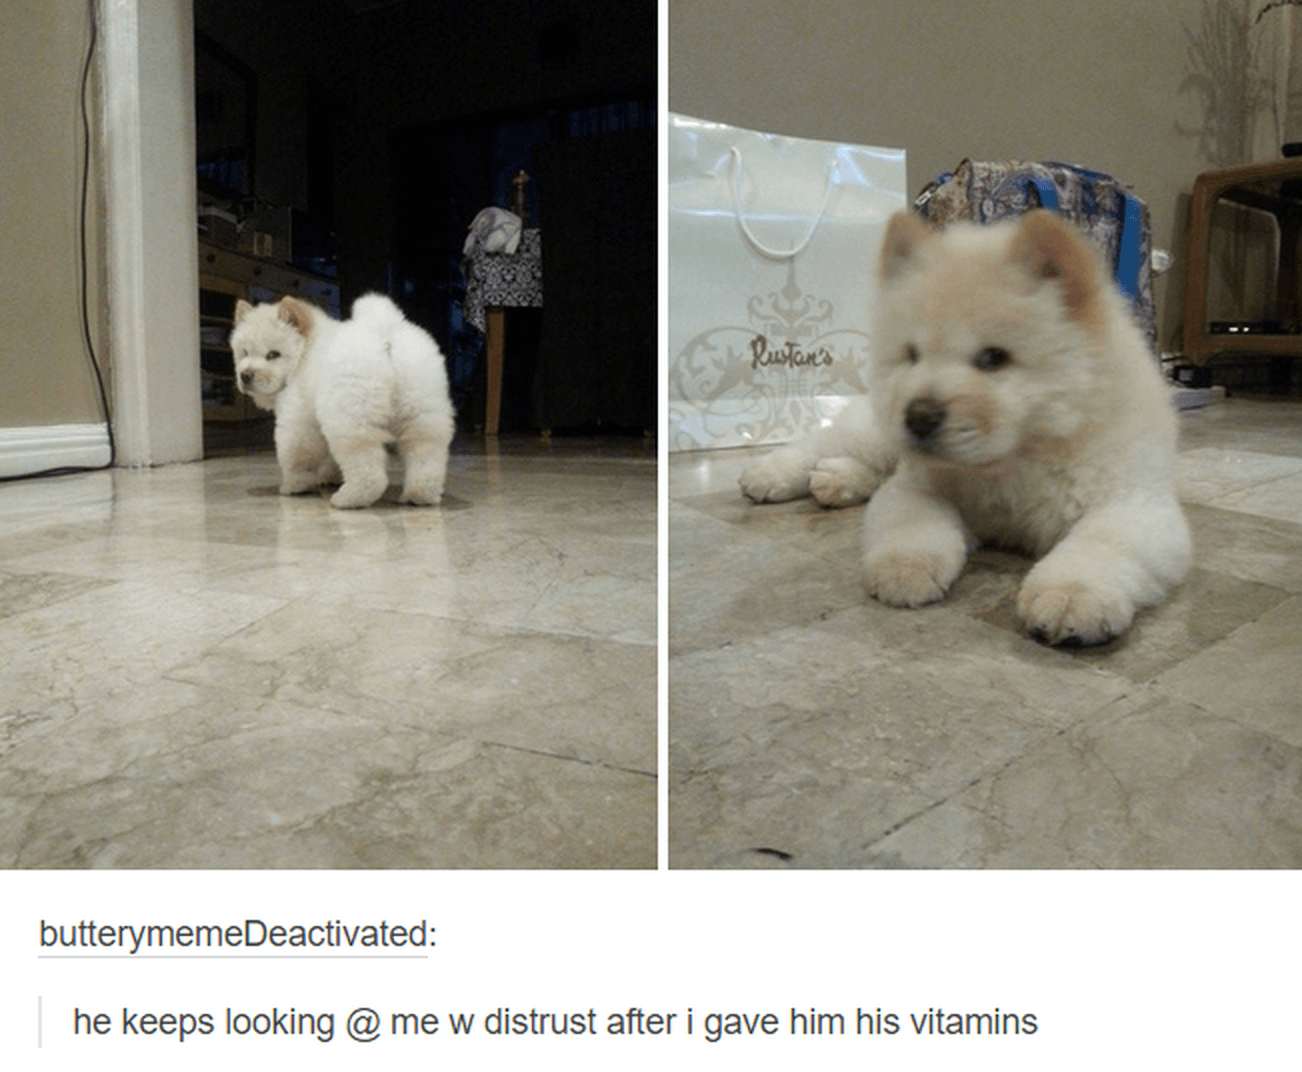 Rustan's
butterymemeDeactivated:
he keeps looking @ me w distrust after i gave him his vitamins